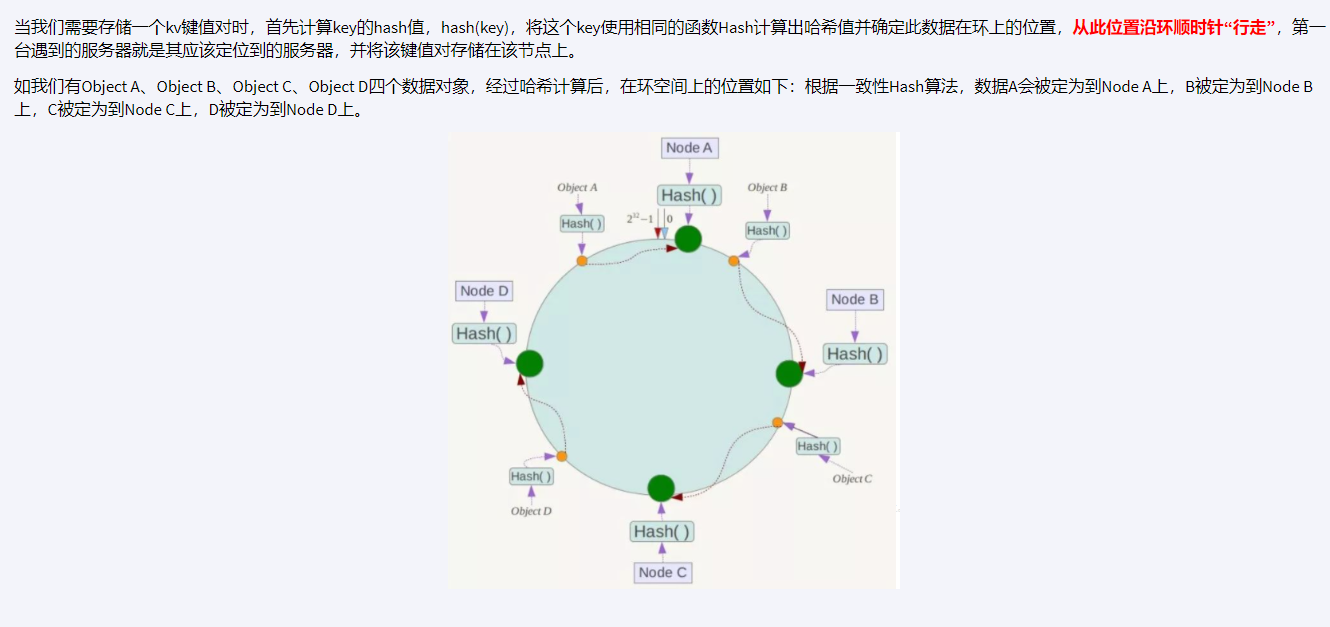 当我们需要存储一个kv键值对时，首先计算key的hash值，hash(key)，将这个key使用相同的函数Hash计算出哈希值并确定此数据在环上的位置，从此位置沿环顺时针“行走”，第一
台遇到的服务器就是其应该定位到的服务器，并将该键值对存储在该节点上。
如我们有Object A、Object B、Object C、Object D四个数据对象，经过哈希计算后，在环空间上的位置如下：根据一致性Hash算法，数据A会被定为到Node A上，B被定为到Node B
上，C被定为到Node C上，D被定为到Node D上。
Node A
Object A
Hash( )
Object B
Hash( )
2³²−1
0
Hash( )
Node D
Node B
Hash( )
Hash( )
Hash( )
Hash( )
Object C
Object D
Hash( )
Node C